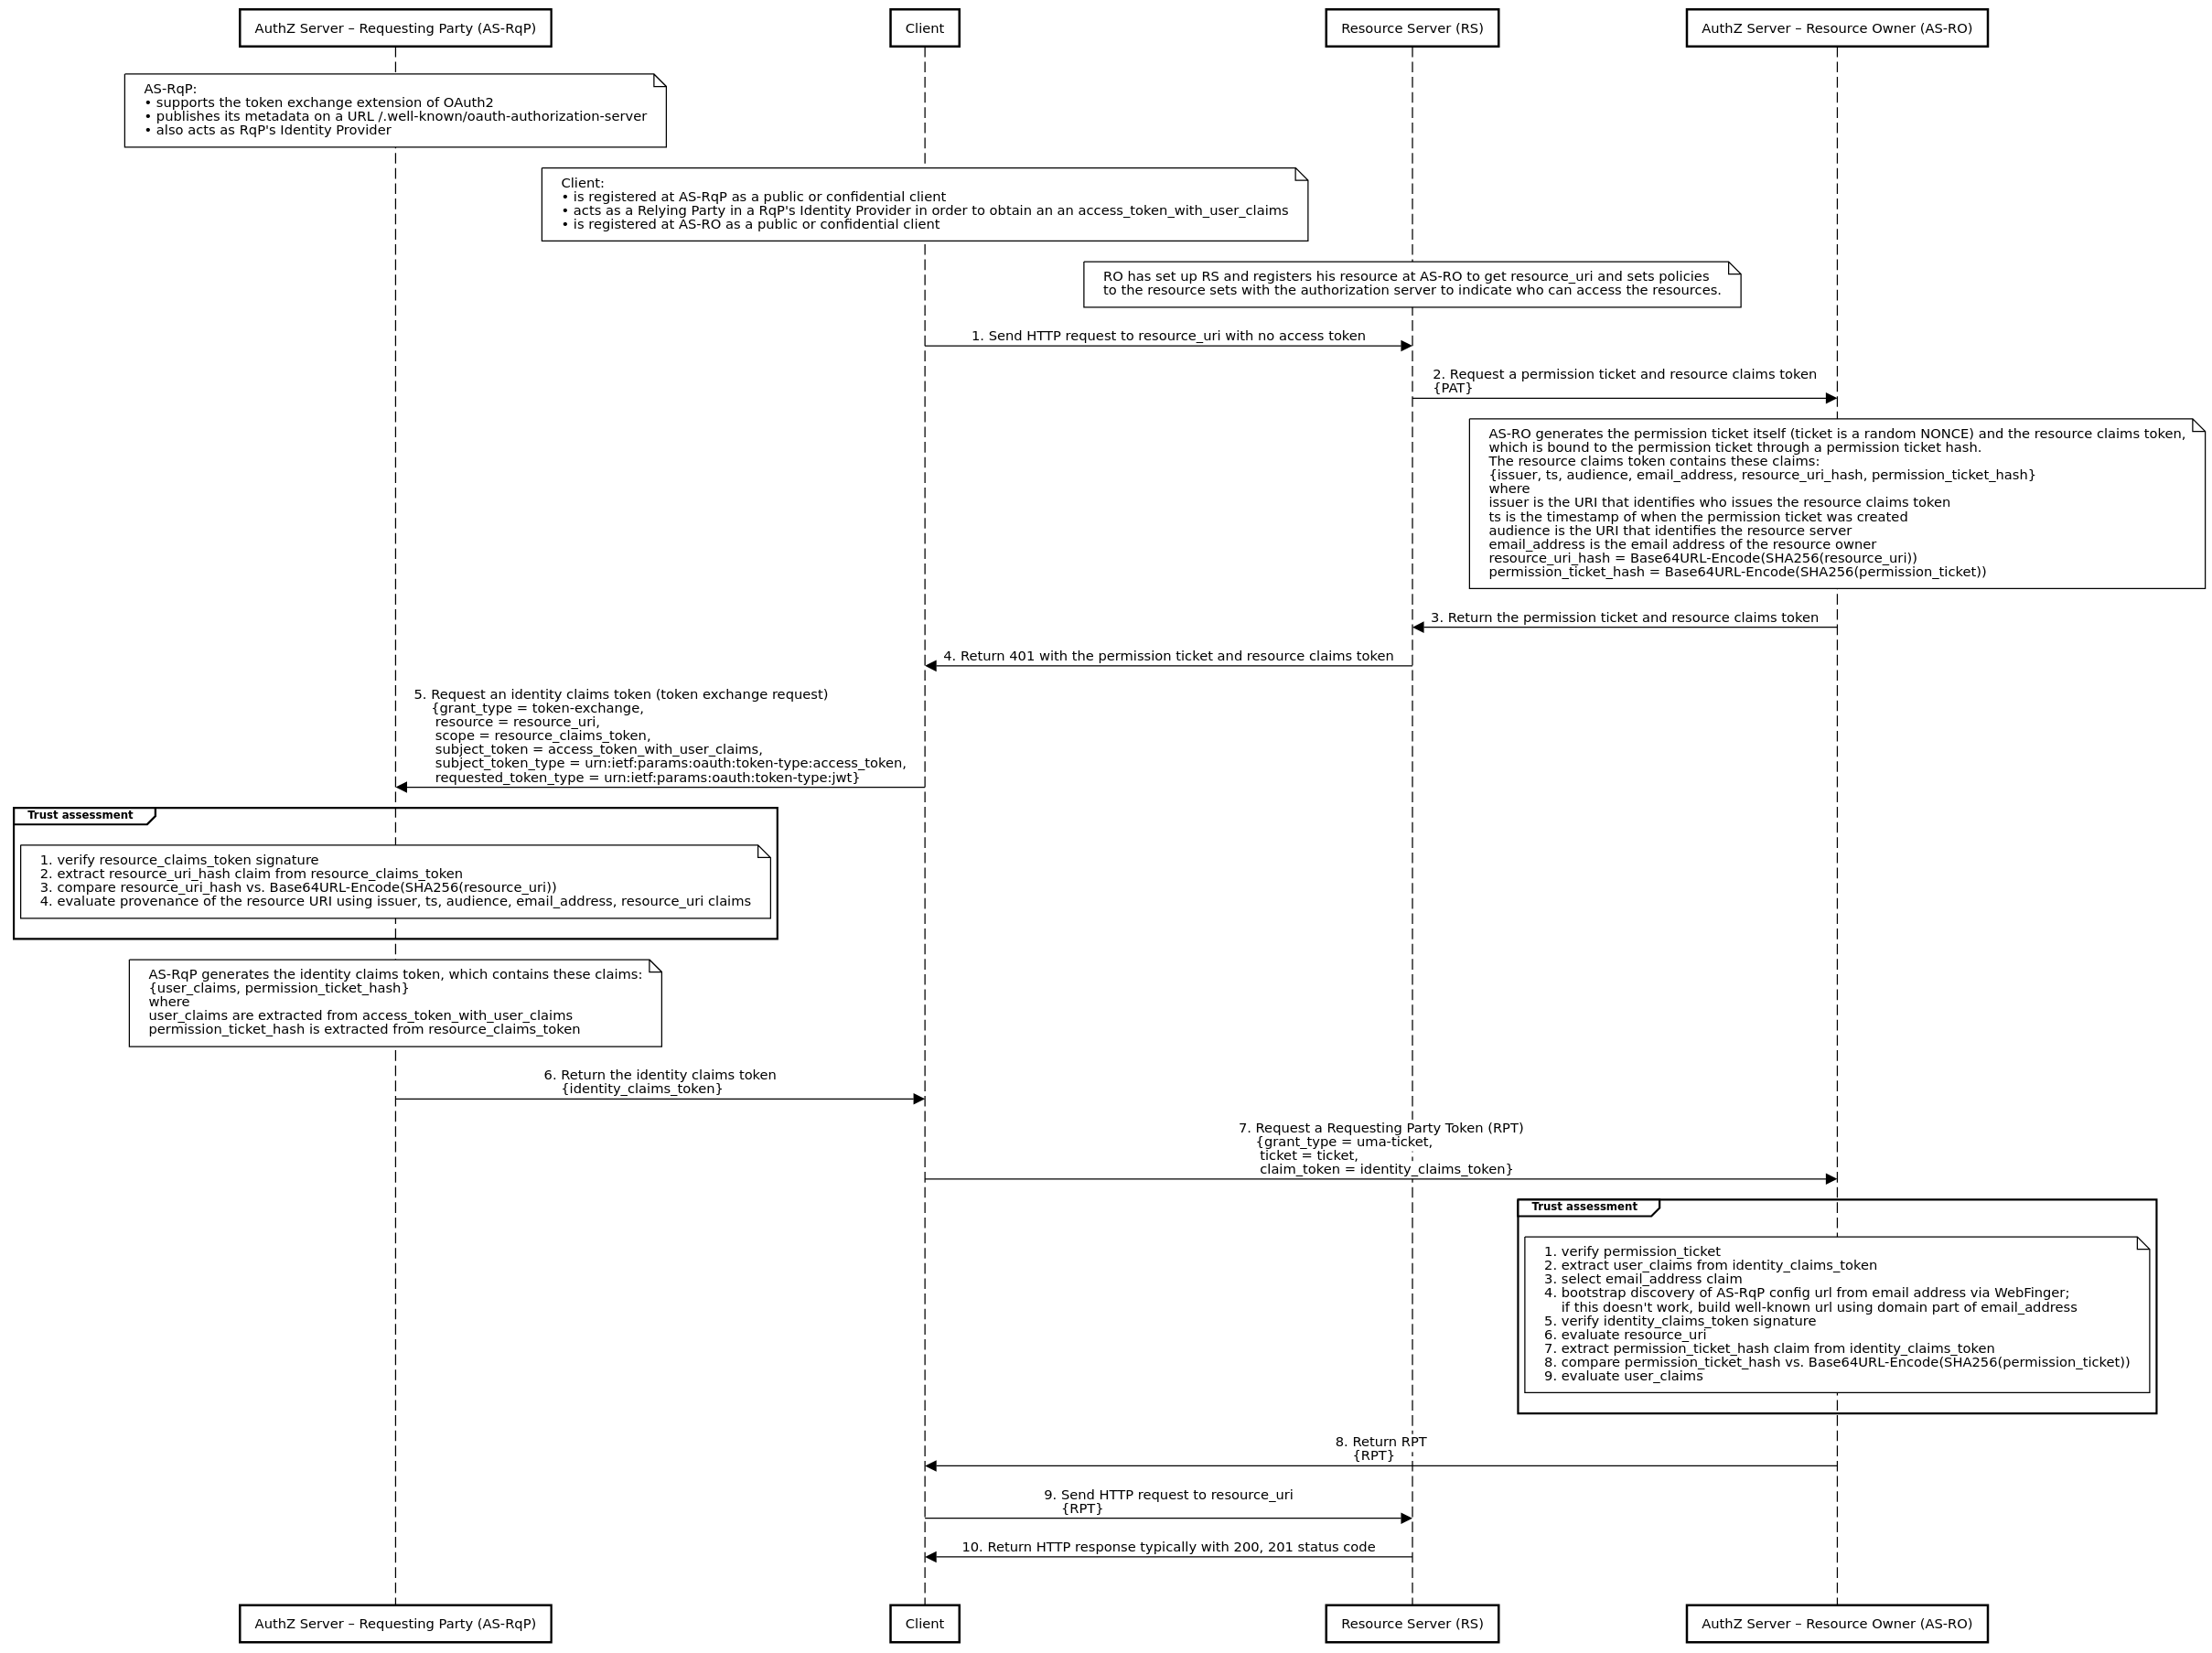 AuthZ Server – Requesting Party (AS-RqP)
Client
Resource Server (RS)
AuthZ Server – Resource Owner (AS-RO)
AS-RqP:
• supports the token exchange extension of OAuth2
• publishes its metadata on a URL /.well-known/oauth-authorization-server
• also acts as RqP's Identity Provider
Client:
• is registered at AS-RqP as a public or confidential client
• acts as a Relying Party in a RqP's Identity Provider in order to obtain an an access_token_with_user_claims
• is registered at AS-RO as a public or confidential client
RO has set up RS and registers his resource at AS-RO to get resource_uri and sets policies
to the resource sets with the authorization server to indicate who can access the resources.
1. Send HTTP request to resource_uri with no access token
2. Request a permission ticket and resource claims token
{PAT}
AS-RO generates the permission ticket itself (ticket is a random NONCE) and the resource claims token,
which is bound to the permission ticket through a permission ticket hash.
The resource claims token contains these claims:
{issuer, ts, audience, email_address, resource_uri_hash, permission_ticket_hash}
where
issuer is the URI that identifies who issues the resource claims token
ts is the timestamp of when the permission ticket was created
audience is the URI that identifies the resource server
email_address is the email address of the resource owner
resource_uri_hash = Base64URL-Encode(SHA256(resource_uri))
permission_ticket_hash = Base64URL-Encode(SHA256(permission_ticket))
3. Return the permission ticket and resource claims token
4. Return 401 with the permission ticket and resource claims token
5. Request an identity claims token (token exchange request)
{grant_type = token-exchange,
resource = resource_uri,
scope = resource_claims_token,
subject_token = access_token_with_user_claims,
subject_token_type = urn:ietf:params:oauth:token-type:access_token,
requested_token_type = urn:ietf:params:oauth:token-type:jwt}
Trust assessment
1. verify resource_claims_token signature
2. extract resource_uri_hash claim from resource_claims_token
3. compare resource_uri_hash vs. Base64URL-Encode(SHA256(resource_uri))
4. evaluate provenance of the resource URI using issuer, ts, audience, email_address, resource_uri claims
AS-RqP generates the identity claims token, which contains these claims:
{user_claims, permission_ticket_hash}
where
user_claims are extracted from access_token_with_user_claims
permission_ticket_hash is extracted from resource_claims_token
6. Return the identity claims token
{identity_claims_token}
7. Request a Requesting Party Token (RPT)
{grant_type = uma-ticket,
ticket = ticket,
claim_token = identity_claims_token}
Trust assessment
1. verify permission_ticket
2. extract user_claims from identity_claims_token
3. select email_address claim
4. bootstrap discovery of AS-RqP config url from email address via WebFinger;
if this doesn't work, build well-known url using domain part of email_address
5. verify identity_claims_token signature
6. evaluate resource_uri
7. extract permission_ticket_hash claim from identity_claims_token
8. compare permission_ticket_hash vs. Base64URL-Encode(SHA256(permission_ticket))
9. evaluate user_claims
8. Return RPT
{RPT}
9. Send HTTP request to resource_uri
{RPT}
10. Return HTTP response typically with 200, 201 status code
AuthZ Server – Requesting Party (AS-RqP)
Client
Resource Server (RS)
AuthZ Server – Resource Owner (AS-RO)